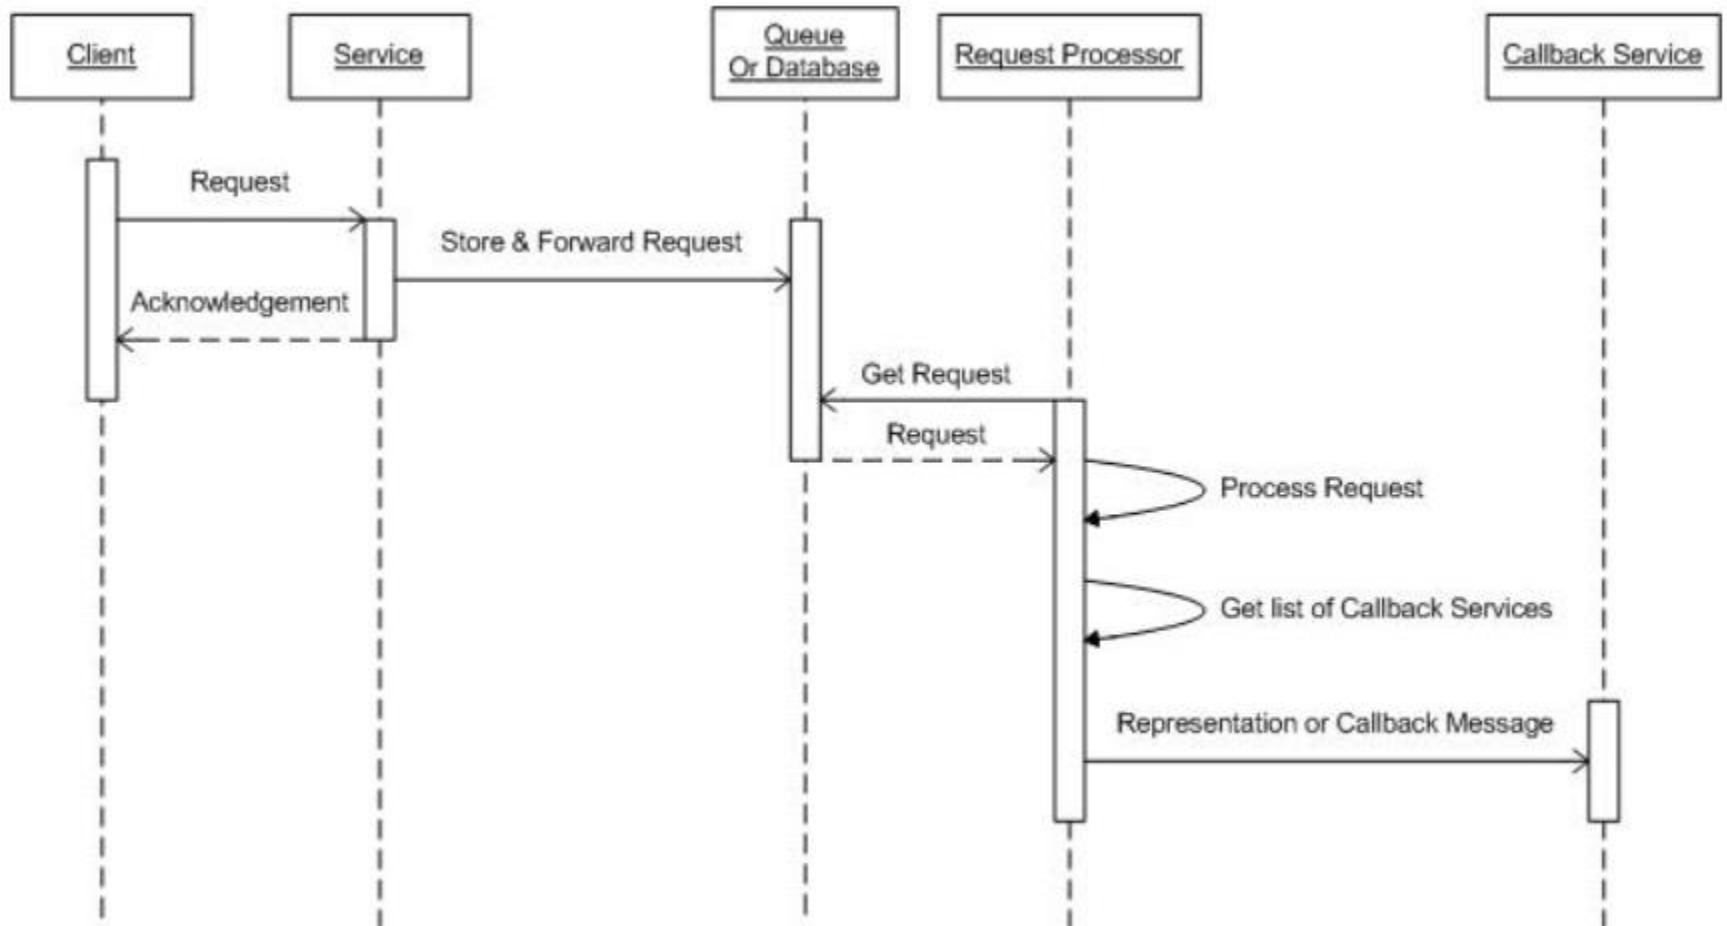 Client
Service
Queue
Or Database
Request Processor
Callback Service
Request
Store & Forward Request
Acknowledgement
Get Request
Request
Process Request
Get list of Callback Services
Representation or Callback Message